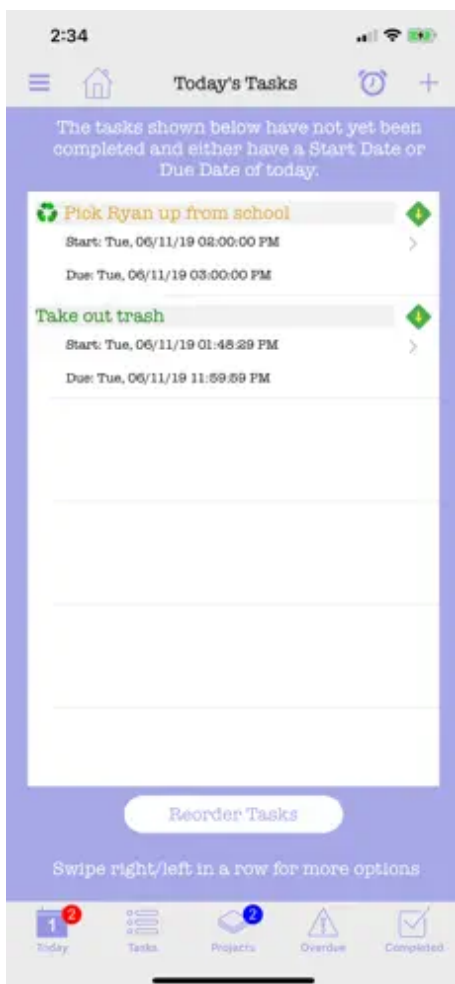 2:34
Today's Tasks
The tasks shown below have not yet been
completed and either have a Start Date or
Due Date of today.
Pick Ryan up from school
Start: Tue, 06/11/19 02:00:00 PM
Due: Tue, 06/11/19 03:00:00 PM
Take out trash
Start: Tue, 06/11/19 01:48:29 PM
Due: Tue, 06/11/19 11:59:59 PM
Reorder Tasks
Swipe right/left in a row for more options
1 2 2
Today Tasks Projects Overdue Completed